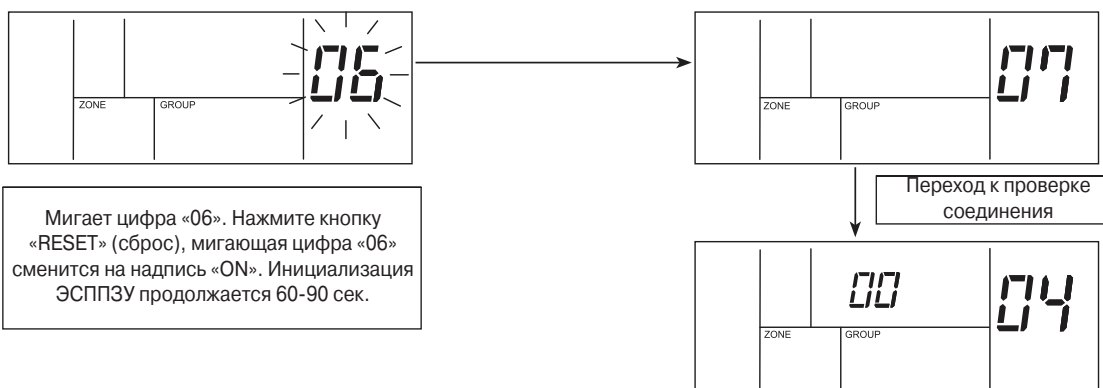 06
ZONE GROUP
07
ZONE GROUP
Мигает цифра «06». Нажмите кнопку
«RESET» (сброс), мигающая цифра «06»
сменится на надпись «ON». Инициализация
ЭСППЗУ продолжается 60-90 сек.
Переход к проверке
соединения
00 04
ZONE GROUP